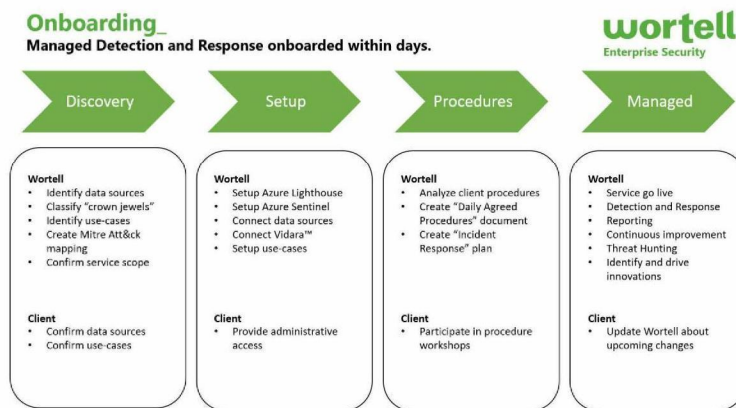 Onboarding_
Managed Detection and Response onboarded within days.
wortell
Enterprise Security
Discovery
Setup
Procedures
Managed
Wortell
• Identify data sources
• Classify “crown jewels”
• Identify use-cases
• Create Mitre Att&ck
mapping
• Confirm service scope
Client
• Confirm data sources
• Confirm use-cases
Wortell
• Setup Azure Lighthouse
• Setup Azure Sentinel
• Connect data sources
• Connect Vidara™
• Setup use-cases
Client
• Provide administrative
access
Wortell
• Analyze client procedures
• Create “Daily Agreed
Procedures” document
• Create “Incident
Response” plan
Client
• Participate in procedure
workshops
Wortell
• Service go live
• Detection and Response
• Reporting
• Continuous improvement
• Threat Hunting
• Identify and drive
innovations
Client
• Update Wortell about
upcoming changes